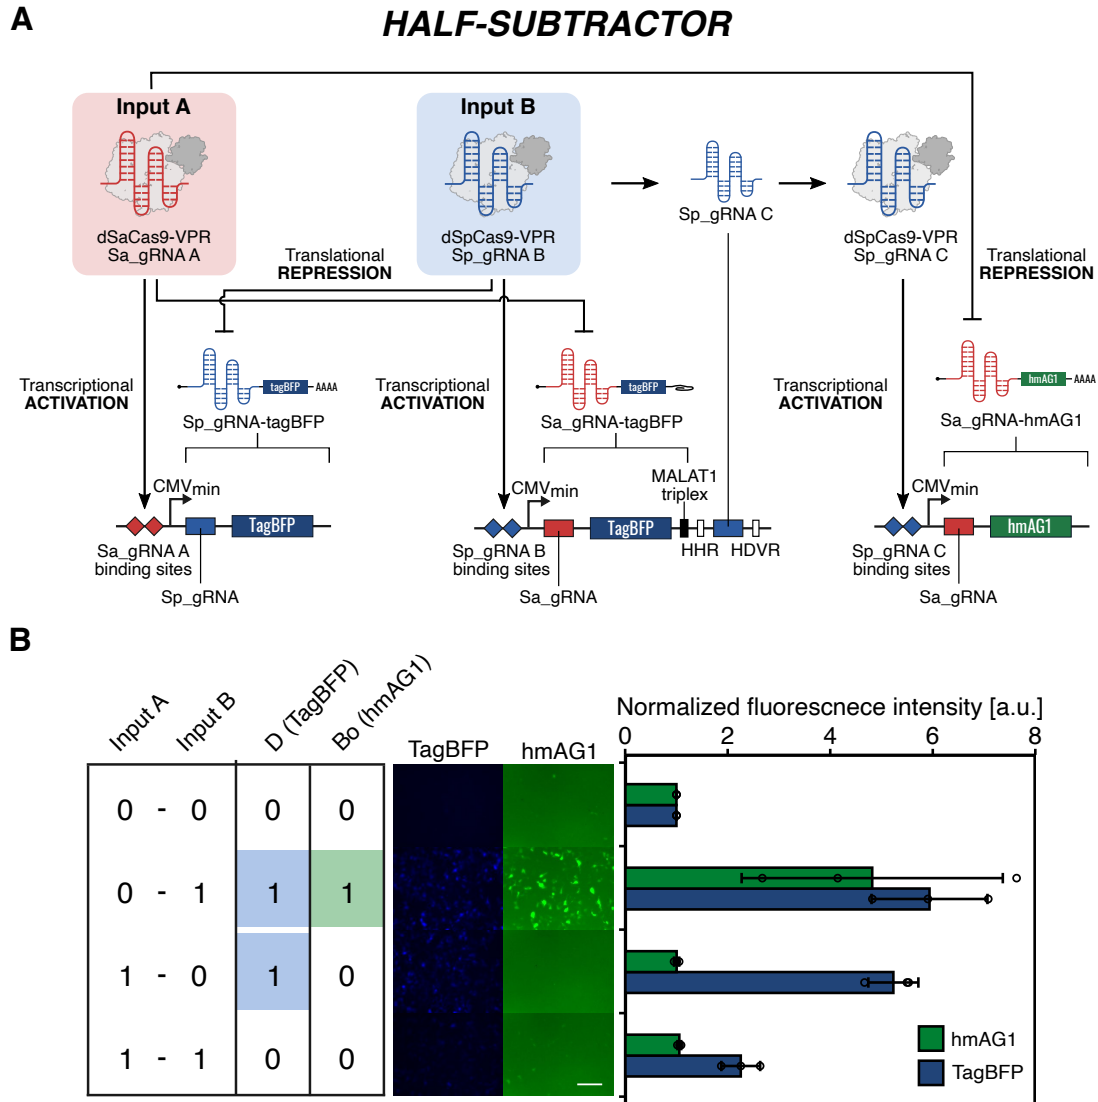 A
HALF-SUBTRACTOR
Input A
dSaCas9-VPR
Sa_gRNA A
Input B
dSpCas9-VPR
Sp_gRNA B
Sp_gRNA C
dSpCas9-VPR
Sp_gRNA C
Translational
REPRESSION
Translational
REPRESSION
Transcriptional
ACTIVATION
tagBFP
AAAA
Sp_gRNA-tagBFP
Transcriptional
ACTIVATION
tagBFP
Sa_gRNA-tagBFP
Transcriptional
ACTIVATION
hmAG1
AAAA
Sa_gRNA-hmAG1
CMVmin
TagBFP
Sa_gRNA A
binding sites
Sp_gRNA
CMVmin
TagBFP
MALAT1
triplex
HHR
HDVR
Sp_gRNA B
binding sites
Sa_gRNA
CMVmin
hmAG1
Sp_gRNA C
binding sites
Sa_gRNA
B
Input A
Input B
D (TagBFP)
Bo (hmAG1)
TagBFP
hmAG1
Normalized fluorescnece intensity [a.u.]
0 2 4 6 8
0 - 0 0 0
0 - 1 1 1
1 - 0 1 0
1 - 1 0 0
hmAG1
TagBFP